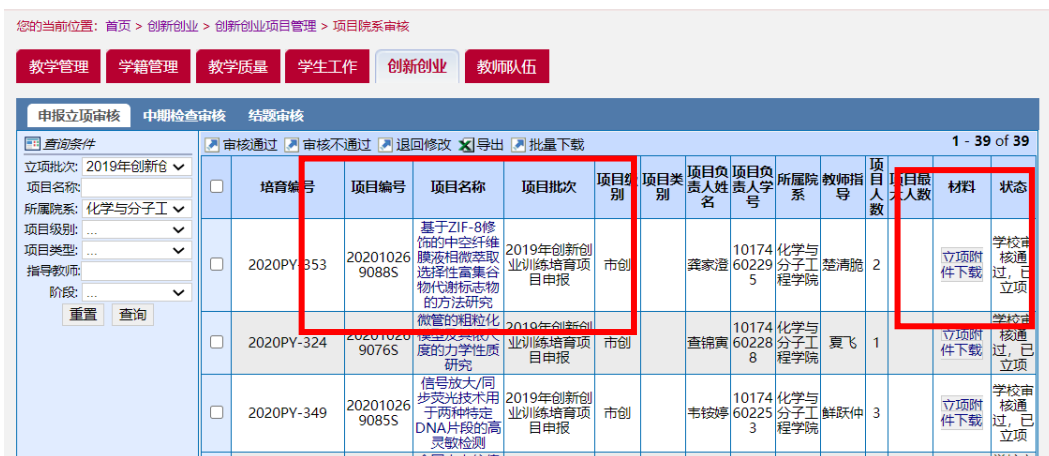 您的当前位置：首页 > 创新创业 > 创新创业项目管理 > 项目院系审核
教学管理 学籍管理 教学质量 学生工作 创新创业 教师队伍
申报立项审核 中期检查审核 结题审核
查询条件
立项批次: 2019年创新创
项目名称:
所属院系: 化学与分子工
项目级别: ...
项目类型: ...
指导教师:
阶段: ...
重置 查询
审核通过 审核不通过 退回修改 导出 批量下载 1 - 39 of 39
培育编号 项目编号 项目名称 项目批次 项目级别 项目类别 项目负责人姓名 项目负责人学号 所属院系 教师指导 项目人数 项目最大人数 材料 状态
2020PY-353
20201026
9088S
基于ZIF-8修
饰的中空纤维
膜液相微萃取
选择性富集谷
物代谢标志物
的方法研究
2019年创新创
业训练培育项
目申报
市创
龚家澄
10174
60229
5
化学与
分子工
程学院
楚清脆
2
立项附
件下载
学校审
核通
过，已
立项
2020PY-324
20201026
9076S
微管的粗粒化
度的力学性质
研究
2019年创新创
业训练培育项
目申报
市创
查锦寅
10174
60228
8
化学与
分子工
程学院
夏飞
1
立项附
件下载
学校审
核通
过，已
立项
2020PY-349
20201026
9085S
信号放大/同
步荧光技术用
于两种特定
DNA片段的高
灵敏检测
2019年创新创
业训练培育项
目申报
市创
韦铵婷
10174
60225
3
化学与
分子工
程学院
鲜跃仲
3
立项附
件下载
学校审
核通
过，已
立项